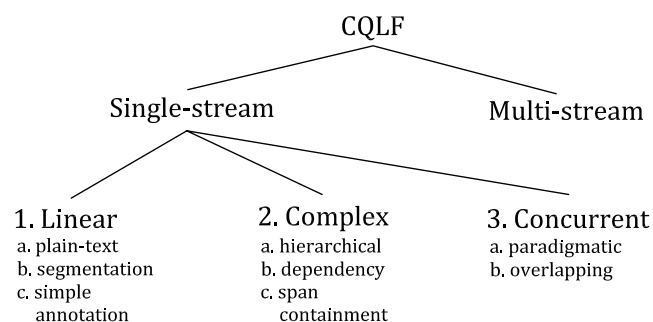 CQLF
Single-stream
Multi-stream
1. Linear
a. plain-text
b. segmentation
c. simple
annotation
2. Complex
a. hierarchical
b. dependency
c. span
containment
3. Concurrent
a. paradigmatic
b. overlapping